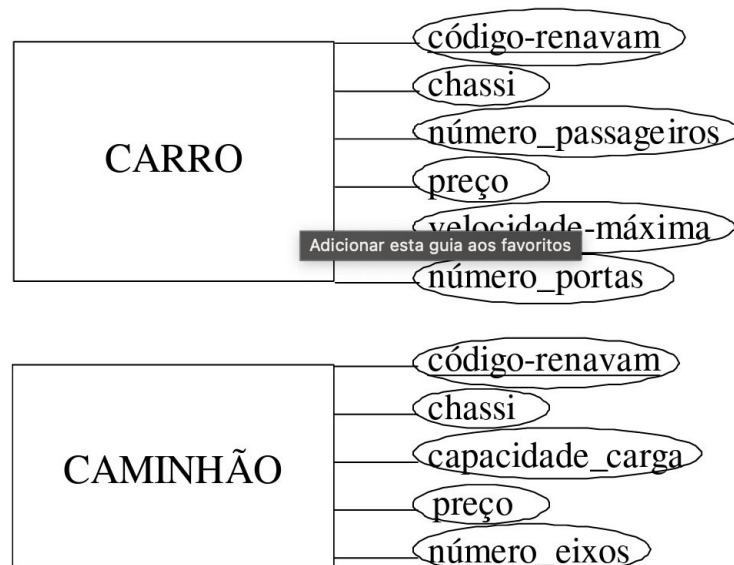 código-renavam
chassi
número_passageiros
CARRO
preço
velocidade-máxima
Adicionar esta guia aos favoritos
número_portas
código-renavam
chassi
capacidade_carga
CAMINHÃO
preço
número_eixos